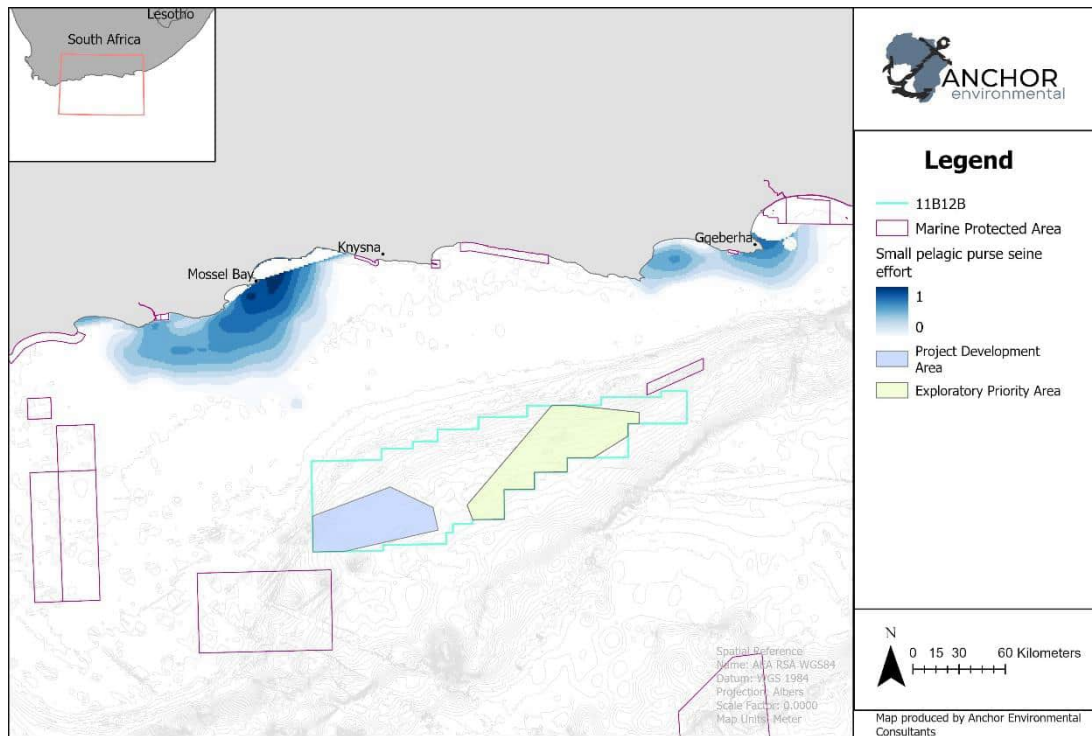 Lesotho
South Africa
Knysna
Mossel Bay
Gqeberha
Spatial Reference
Name: AEA RSA WGS84
Datum: WGS 1984
Projection: Albers
Scale Factor: 0.0000
Map Units: Meter
ANCHOR
environmental
Legend
11B12B
Marine Protected Area
Small pelagic purse seine
effort
1
0
Project Development
Area
Exploratory Priority Area
N
0 15 30 60 Kilometers
Map produced by Anchor Environmental
Consultants